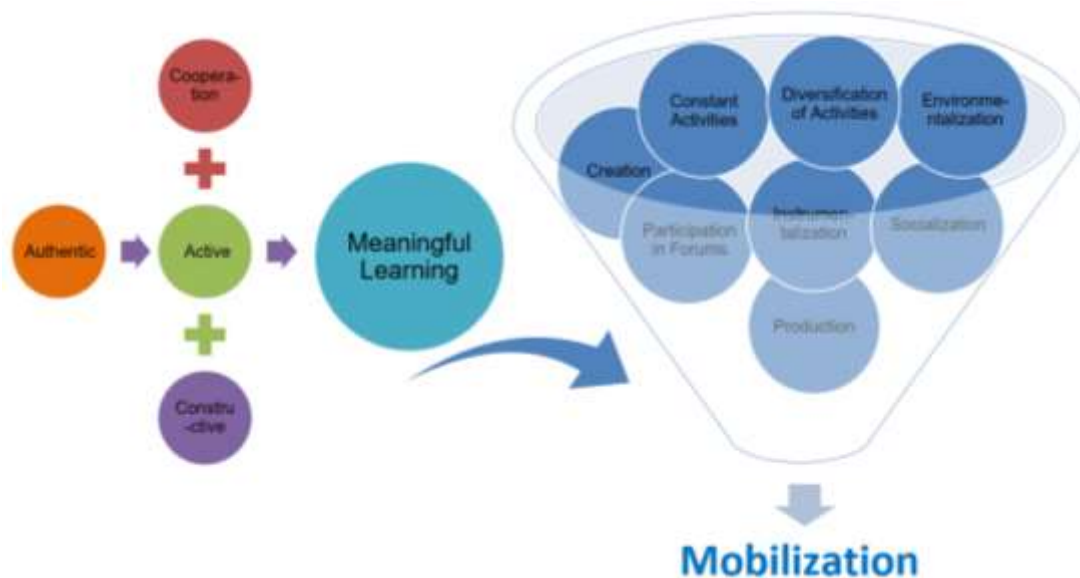 Coopera-
tion
Authentic
Active
Constru
-ctive
Meaningful
Learning
Constant
Activities
Diversification
of Activities
Environme-
ntalization
Creation
Participation
in Forums
Instrumen-
talization
Socialization
Production
Mobilization